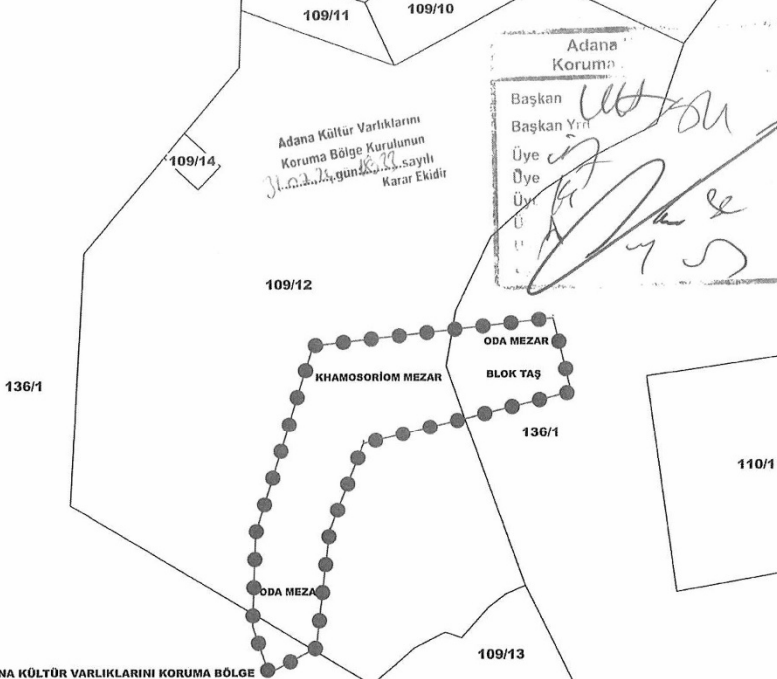 109/11
109/10
Adana
Koruma
Başkan
Başkan Yrd
Üye
Üye
Üy
Ü
Adana Kültür Varlıklarını
Koruma Bölge Kurulunun
gün sayılı
Karar Ekidir
109/14
109/12
ODA MEZAR
KHAMOSORİOM MEZAR
BLOK TAŞ
136/1
136/1
110/1
ODA MEZA
109/13
NA KÜLTÜR VARLIKLARINI KORUMA BÖLGE